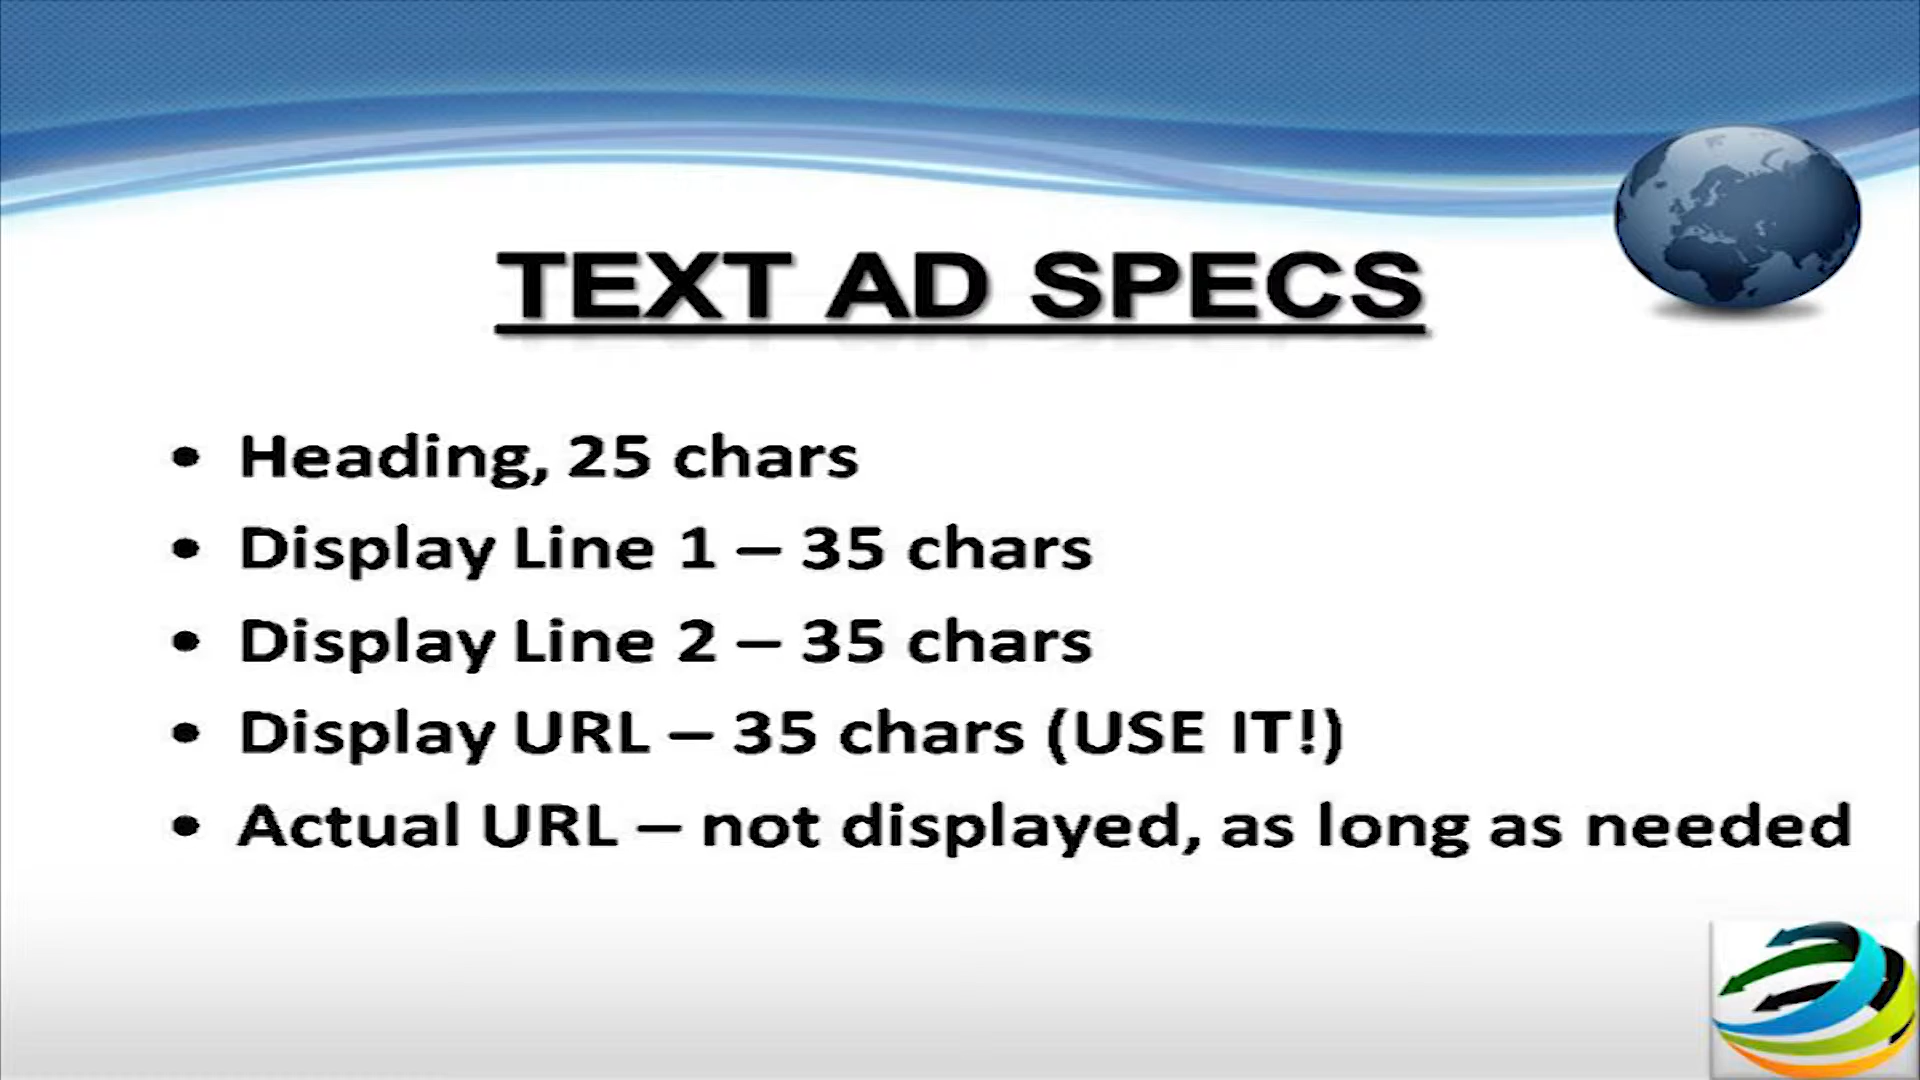 TEXT AD SPECS
• Heading, 25 chars
• Display Line 1 – 35 chars
• Display Line 2 – 35 chars
• Display URL – 35 chars (USE IT!)
• Actual URL – not displayed, as long as needed